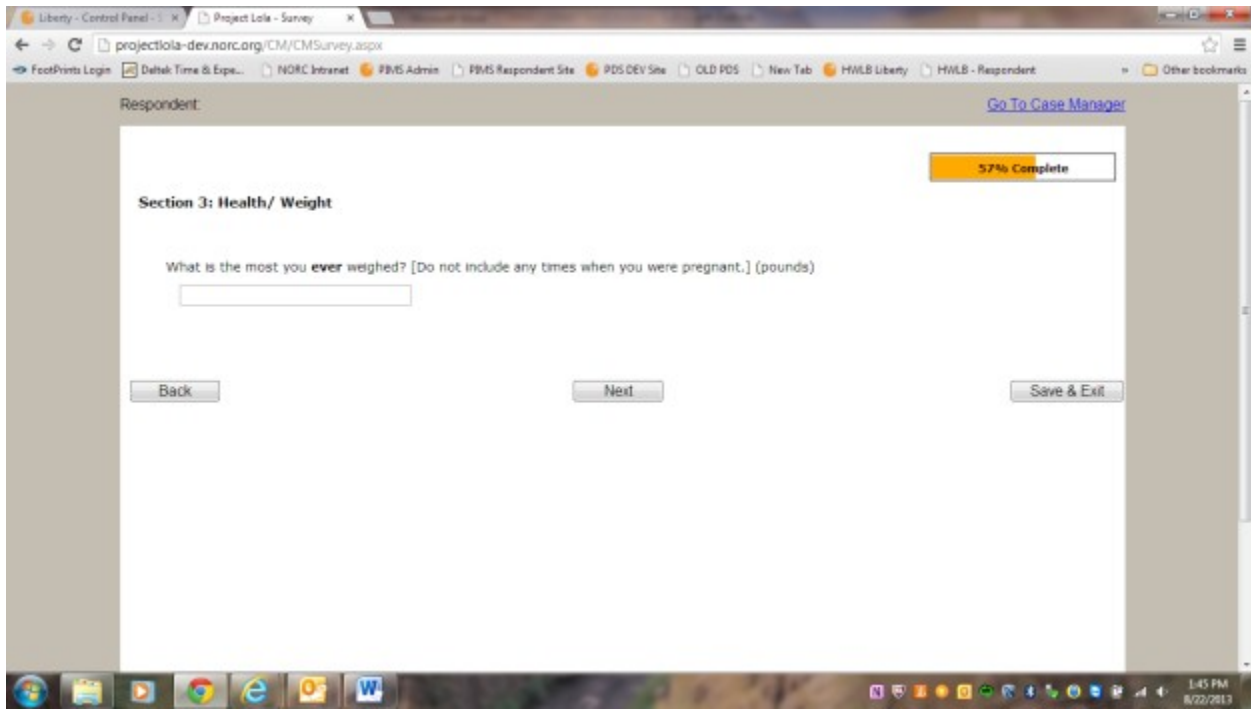 Liberty - Control Panel - S
Project Lola - Survey
projectlola-dev.norc.org/CM/CMSurvey.aspx
FootPrints Login Deltek Time & Expe... NORC Intranet PIMS Admin PIMS Respondent Site PDS DEV Site OLD PDS New Tab HWLB Liberty HWLB - Respondent » Other bookmarks
Respondent: Go To Case Manager
57% Complete
Section 3: Health/ Weight
What is the most you ever weighed? [Do not include any times when you were pregnant.] (pounds)
Back Next Save & Exit
1:45 PM
8/22/2013